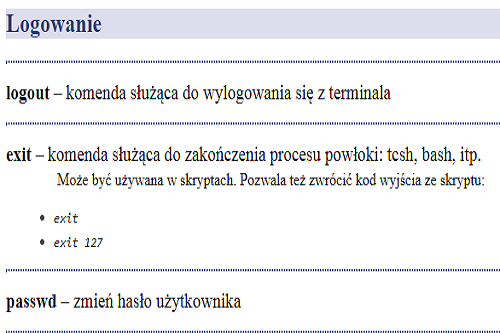 Logowanie
logout – komenda służąca do wylogowania się z terminala
exit – komenda służąca do zakończenia procesu powłoki: tcsh, bash, itp.
Może być używana w skryptach. Pozwala też zwrócić kod wyjścia ze skryptu:
• exit
• exit 127
passwd – zmień hasło użytkownika